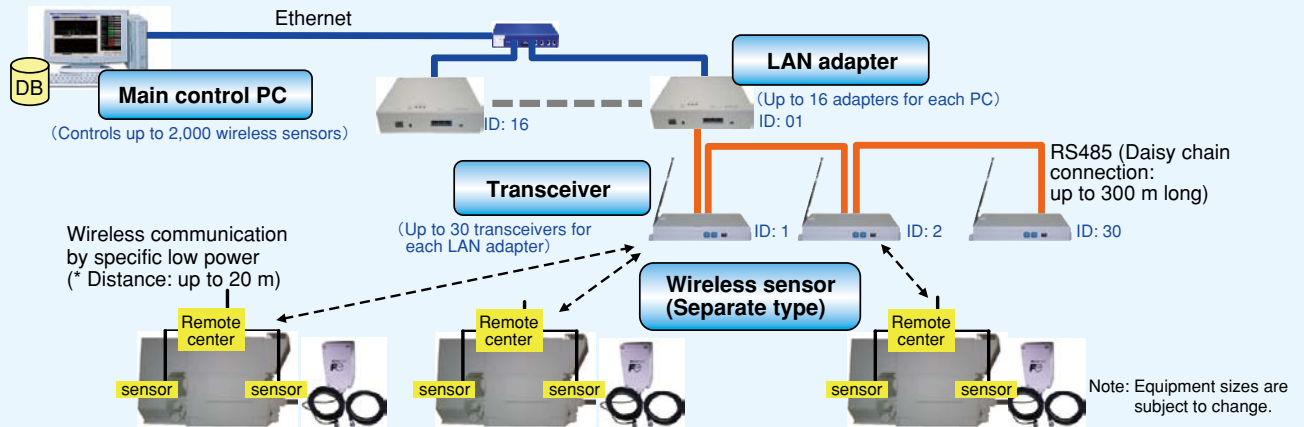 Ethernet
DB
Main control PC
(Controls up to 2,000 wireless sensors)
LAN adapter
(Up to 16 adapters for each PC)
ID: 16
ID: 01
Transceiver
(Up to 30 transceivers for
each LAN adapter)
ID: 1
ID: 2
ID: 30
RS485 (Daisy chain
connection:
up to 300 m long)
Wireless communication
by specific low power
(* Distance: up to 20 m)
Wireless sensor
(Separate type)
Remote
center
sensor
sensor
Remote
center
sensor
sensor
Remote
center
sensor
sensor
Note: Equipment sizes are
subject to change.